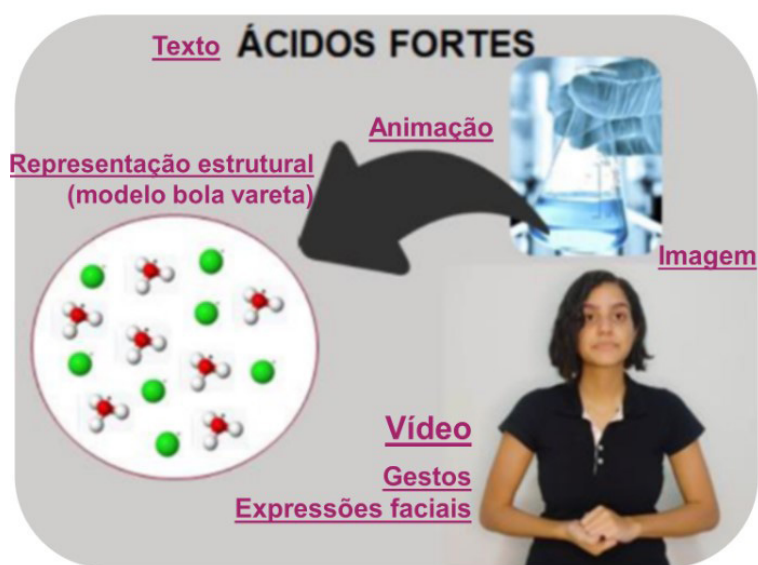 Texto ÁCIDOS FORTES
Animação
Representação estrutural
(modelo bola vareta)
Imagem
Vídeo
Gestos
Expressões faciais